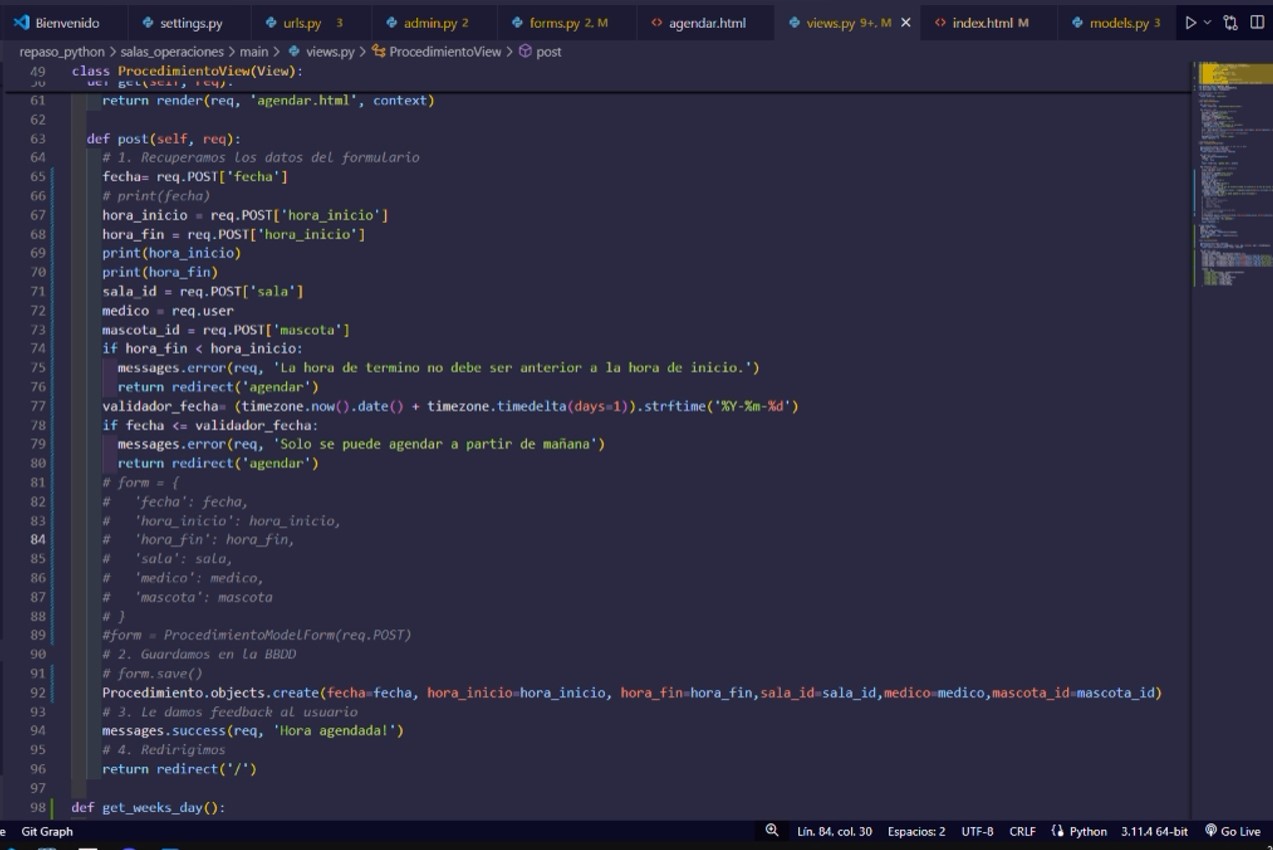 Bienvenido settings.py urls.py 3 admin.py 2 forms.py 2, M agendar.html views.py 9+, M index.html M models.py 3
repaso_python > salas_operaciones > main > views.py > ProcedimientoView > post
49 class ProcedimientoView(View):
50 def get(self, req):
61 return render(req, 'agendar.html', context)
62
63 def post(self, req):
64 # 1. Recuperamos los datos del formulario
65 fecha= req.POST['fecha']
66 # print(fecha)
67 hora_inicio = req.POST['hora_inicio']
68 hora_fin = req.POST['hora_inicio']
69 print(hora_inicio)
70 print(hora_fin)
71 sala_id = req.POST['sala']
72 medico = req.user
73 mascota_id = req.POST['mascota']
74 if hora_fin < hora_inicio:
75 messages.error(req, 'La hora de termino no debe ser anterior a la hora de inicio.')
76 return redirect('agendar')
77 validador_fecha= (timezone.now().date() + timezone.timedelta(days=1)).strftime('%Y-%m-%d')
78 if fecha <= validador_fecha:
79 messages.error(req, 'Solo se puede agendar a partir de mañana')
80 return redirect('agendar')
81 # form = {
82 # 'fecha': fecha,
83 # 'hora_inicio': hora_inicio,
84 # 'hora_fin': hora_fin,
85 # 'sala': sala,
86 # 'medico': medico,
87 # 'mascota': mascota
88 # }
89 #form = ProcedimientoModelForm(req.POST)
90 # 2. Guardamos en la BBDD
91 # form.save()
92 Procedimiento.objects.create(fecha=fecha, hora_inicio=hora_inicio, hora_fin=hora_fin,sala_id=sala_id,medico=medico,mascota_id=mascota_id)
93 # 3. Le damos feedback al usuario
94 messages.success(req, 'Hora agendada!')
95 # 4. Redirigimos
96 return redirect('/')
97
98 def get_weeks_day():
e Git Graph Lín. 84, col. 30 Espacios: 2 UTF-8 CRLF Python 3.11.4 64-bit Go Live